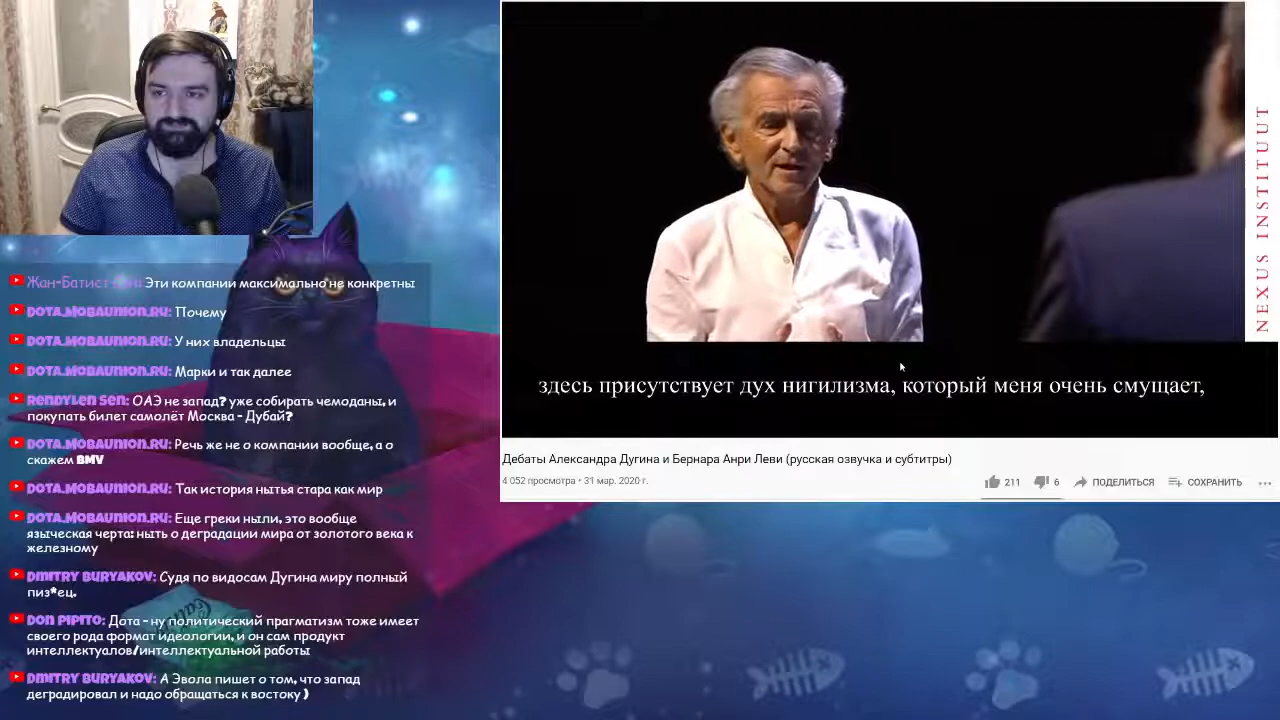 Жан-Батист
Эти компании максимально не конкретны
DOTA.MOBAUNION.RU: Почему
DOTA.MOBAUNION.RU: У них владельцы
DOTA.MOBAUNION.RU: Марки и так далее
Rendylen Sen: ОАЭ не запад? уже собирать чемоданы, и
покупать билет самолёт Москва - Дубай?
DOTA.MOBAUNION.RU: Речь же не о компании вообще, а о
скажем BMV
DOTA.MOBAUNION.RU: Так история нытья стара как мир
DOTA.MOBAUNION.RU: Еще греки ныли, это вообще
языческая черта: ныть о деградации мира от золотого века к
железному
Dmitry Buryakov: Судя по видосам Дугина миру полный
пиз*ец.
Don Pipito: Дота - ну политический прагматизм тоже имеет
своего рода формат идеологии, и он сам продукт
интеллектуалов/интеллектуальной работы
Dmitry Buryakov: А Эвола пишет о том, что запад
деградировал и надо обращаться к востоку )
NEXUS INSTITUUT
здесь присутствует дух нигилизма, который меня очень смущает,
Дебаты Александра Дугина и Бернара Анри Леви (русская озвучка и субтитры)
4 052 просмотра • 31 мар. 2020 г.
211 6 ПОДЕЛИТЬСЯ СОХРАНИТЬ